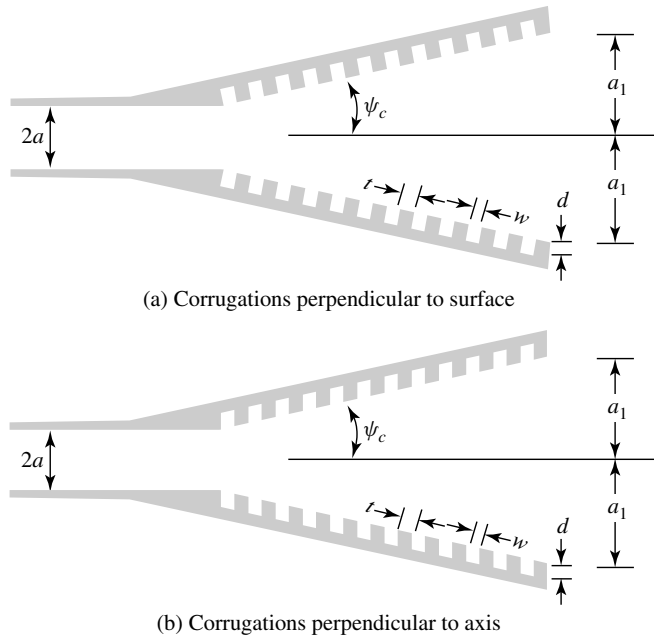 a₁
ψc
2a
a₁
t
w
d
(a) Corrugations perpendicular to surface
a₁
ψc
2a
a₁
t
w
d
(b) Corrugations perpendicular to axis